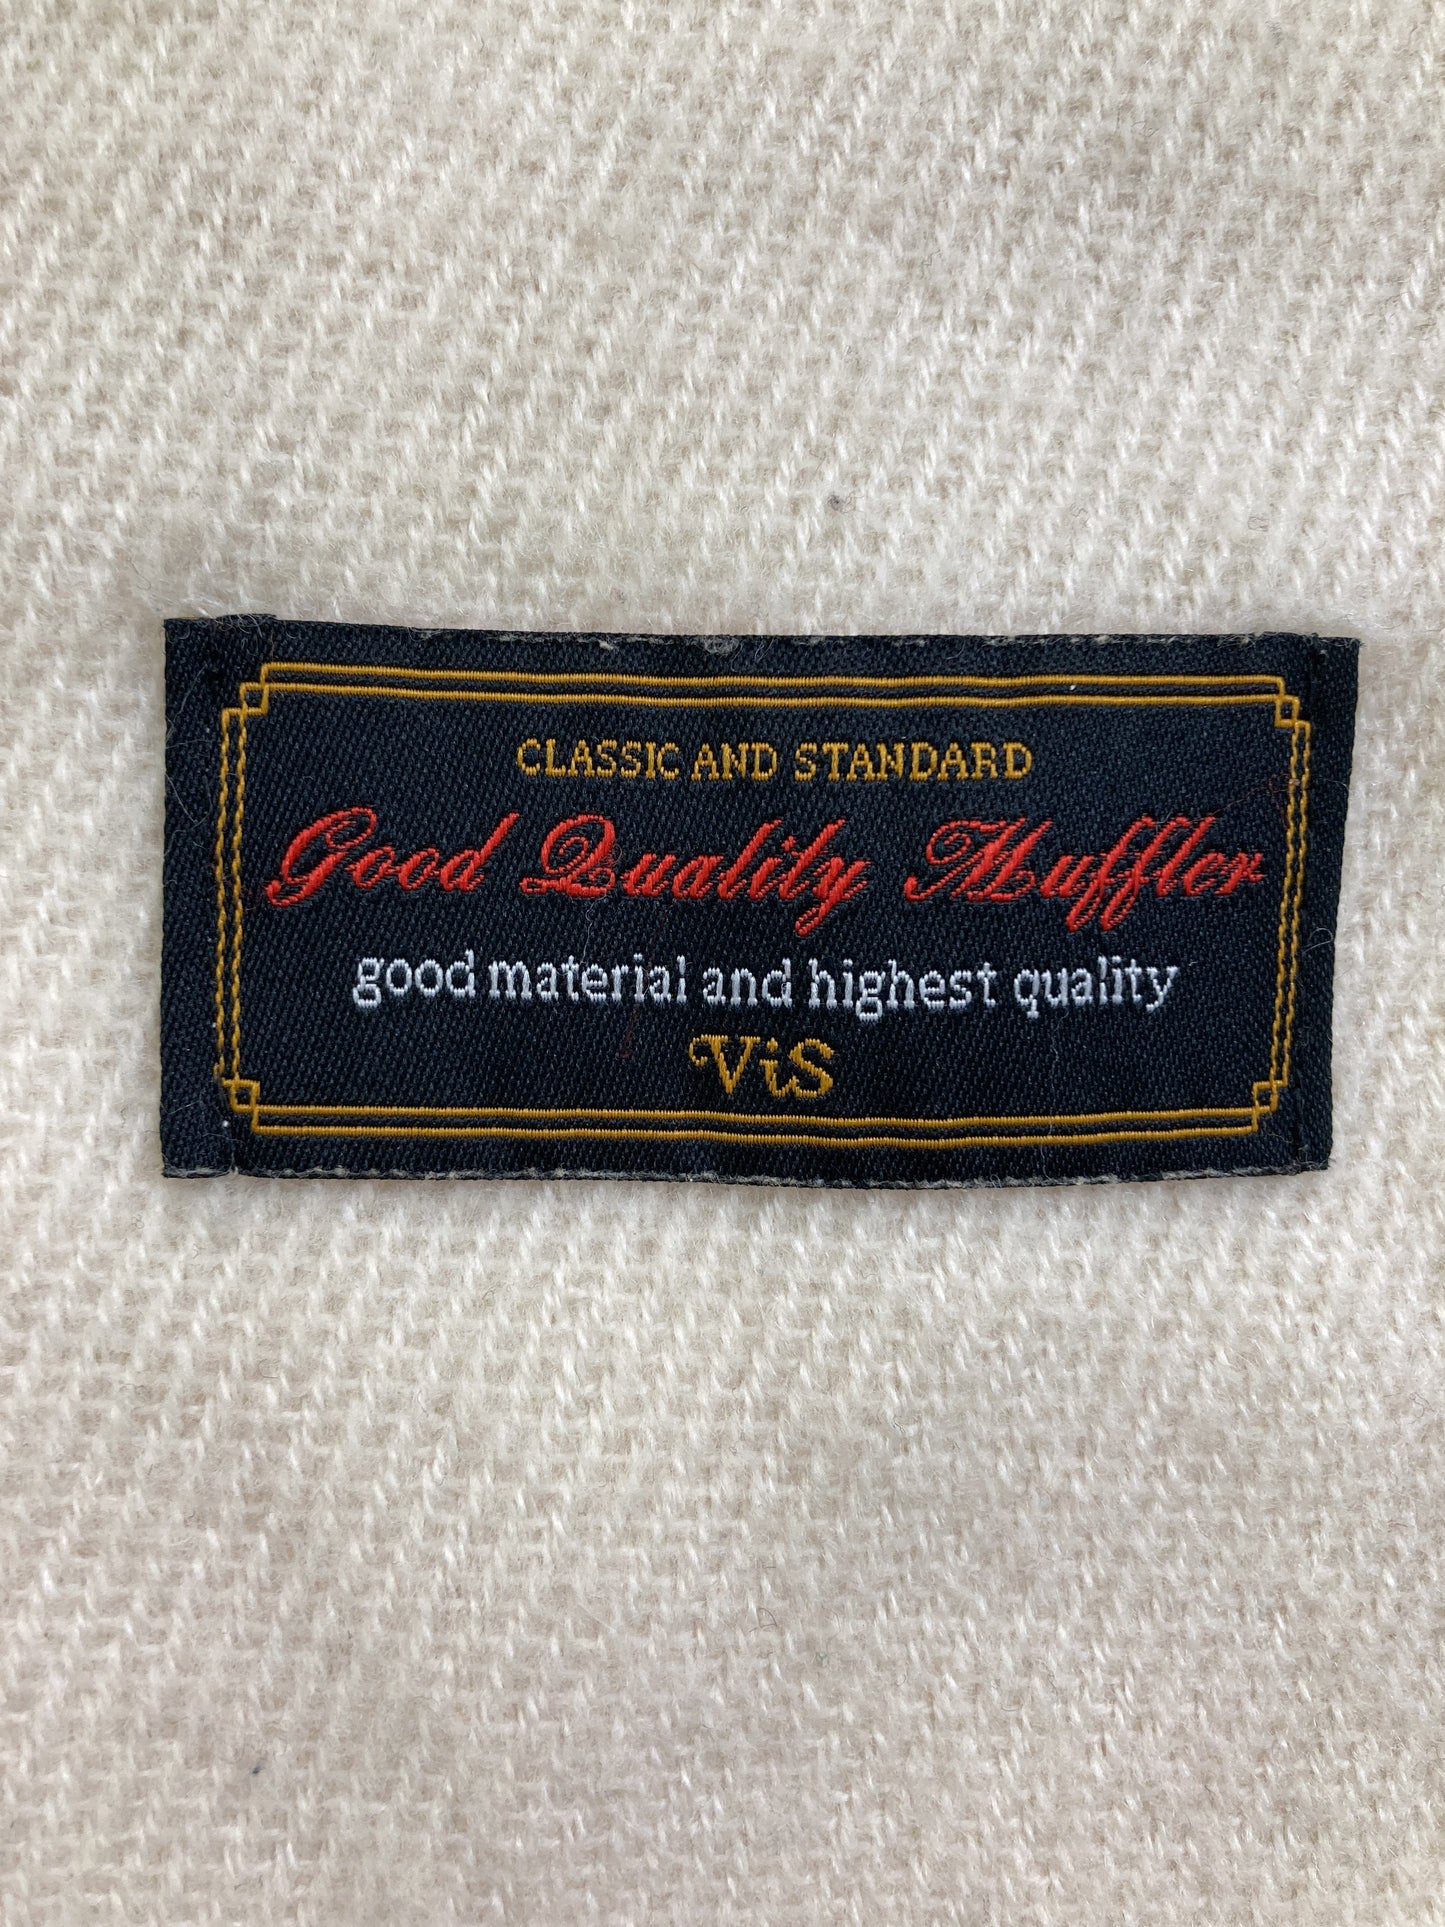 CLASSIC AND STANDARD
Good Quality Muffler
good material and highest quality
ViS